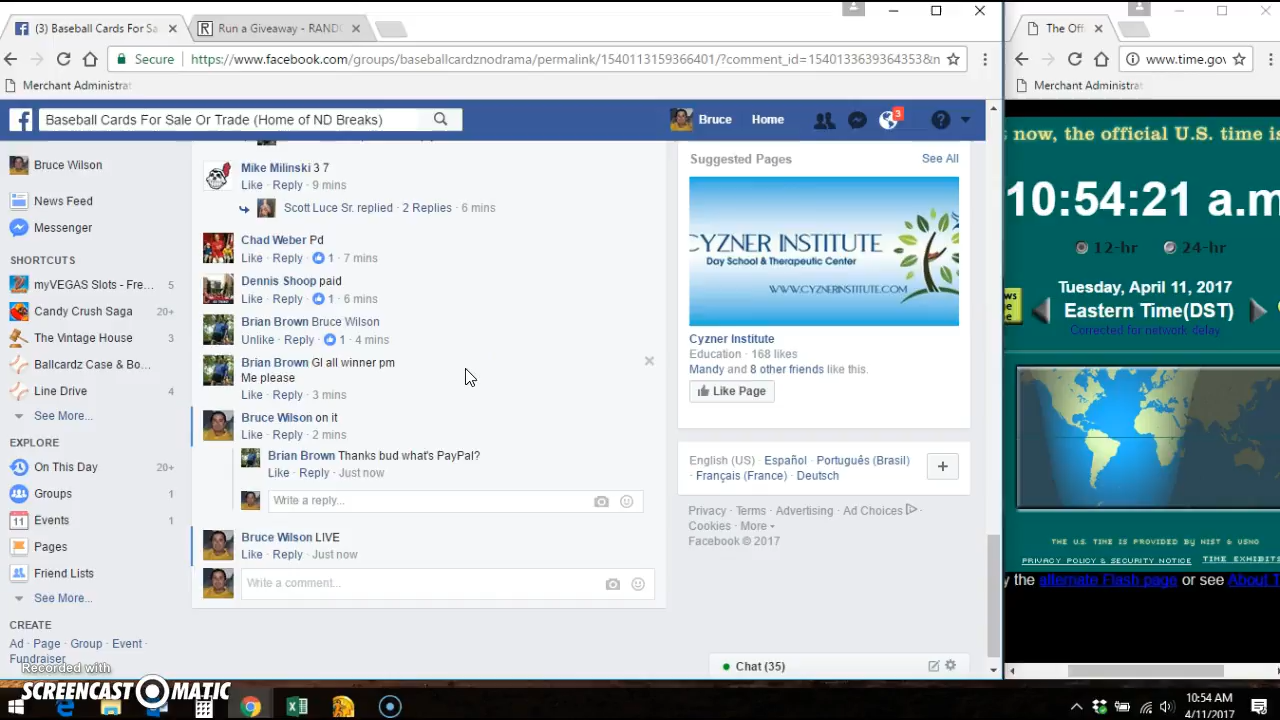 (3) Baseball Cards For Sa
Run a Giveaway - RAND
The Off
Secure
https://www.facebook.com/groups/baseballcardznodrama/permalink/1540113159366401/?comment_id=1540133639364353&n
www.time.gov
Merchant Administrat
Merchant Administrat
Baseball Cards For Sale Or Trade (Home of ND Breaks)
Bruce
Home
3
now, the official U.S. time is
10:54:21 a.m
12-hr
24-hr
Tuesday, April 11, 2017
Eastern Time(DST)
Corrected for network delay
THE U.S. TIME IS PROVIDED BY NIST & USNO
PRIVACY POLICY & SECURITY NOTICE
TIME EXHIBITS
y the alternate Flash page or see About T
Bruce Wilson
News Feed
Messenger
SHORTCUTS
myVEGAS Slots - Fre... 5
Candy Crush Saga 20+
The Vintage House 3
Ballcardz Case & Bo...
Line Drive 4
See More...
EXPLORE
On This Day 20+
Groups 1
11 Events 1
Pages
Friend Lists
See More...
CREATE
Ad · Page · Group · Event ·
Fundraiser
Mike Milinski 3 7
Like · Reply · 9 mins
Scott Luce Sr. replied · 2 Replies · 6 mins
Chad Weber Pd
Like · Reply · 1 · 7 mins
Dennis Shoop paid
Like · Reply · 1 · 6 mins
Brian Brown Bruce Wilson
Unlike · Reply · 1 · 4 mins
Brian Brown Gl all winner pm
Me please
Like · Reply · 3 mins
Bruce Wilson on it
Like · Reply · 2 mins
Brian Brown Thanks bud what's PayPal?
Like · Reply · Just now
Write a reply...
Bruce Wilson LIVE
Like · Reply · Just now
Write a comment...
Suggested Pages
See All
CYZNER INSTITUTE
Day School & Therapeutic Center
WWW.CYZNERINSTITUTE.COM
Cyzner Institute
Education · 168 likes
Mandy and 8 other friends like this.
Like Page
English (US) · Español · Português (Brasil)
· Français (France) · Deutsch
Privacy · Terms · Advertising · Ad Choices ·
Cookies · More
Facebook © 2017
Chat (35)
Recorded with
SCREENCAST MATIC
10:54 AM
4/11/2017